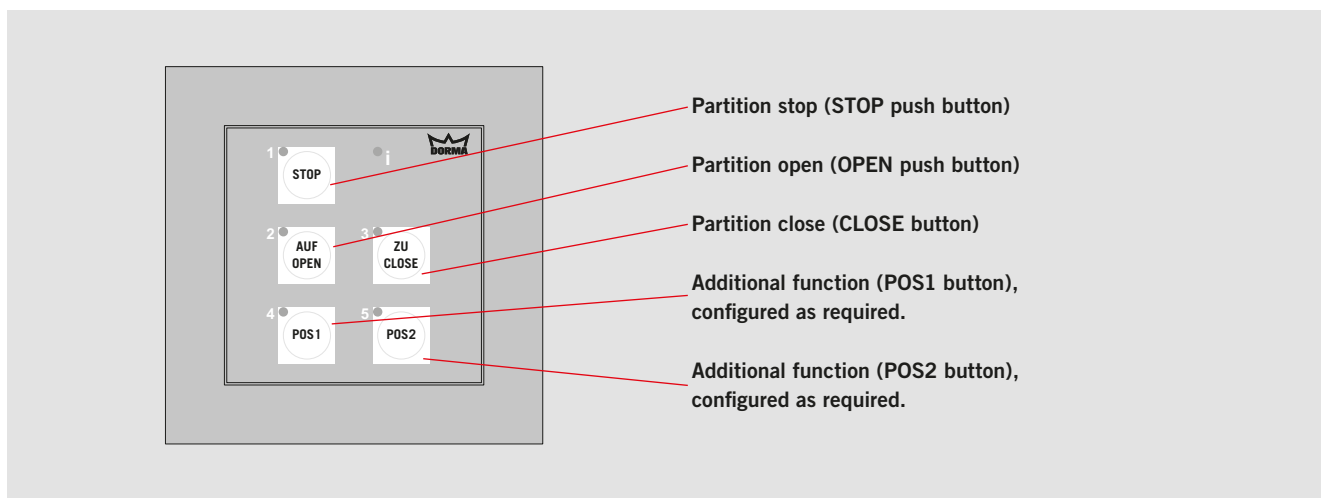 1
STOP
i
DORMA
2
AUF
OPEN
3
ZU
CLOSE
4
POS1
5
POS2
Partition stop (STOP push button)
Partition open (OPEN push button)
Partition close (CLOSE button)
Additional function (POS1 button),
configured as required.
Additional function (POS2 button),
configured as required.